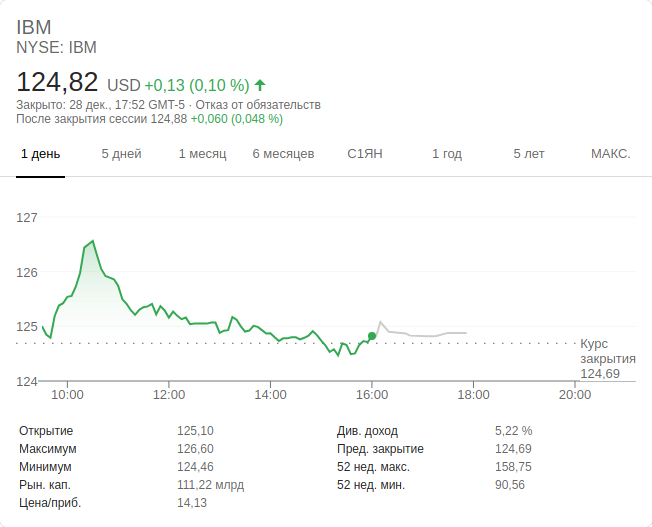 IBM
NYSE: IBM
124,82 USD +0,13 (0,10 %)
Закрыто: 28 дек., 17:52 GMT-5 · Отказ от обязательств
После закрытия сессии 124,88 +0,060 (0,048 %)
1 день 5 дней 1 месяц 6 месяцев С1ЯН 1 год 5 лет МАКС.
127
126
125
Курс
закрытия
124,69
124
10:00 12:00 14:00 16:00 18:00 20:00
Открытие 125,10 Див. доход 5,22 %
Максимум 126,60 Пред. закрытие 124,69
Минимум 124,46 52 нед. макс. 158,75
Рын. кап. 111,22 млрд 52 нед. мин. 90,56
Цена/приб. 14,13